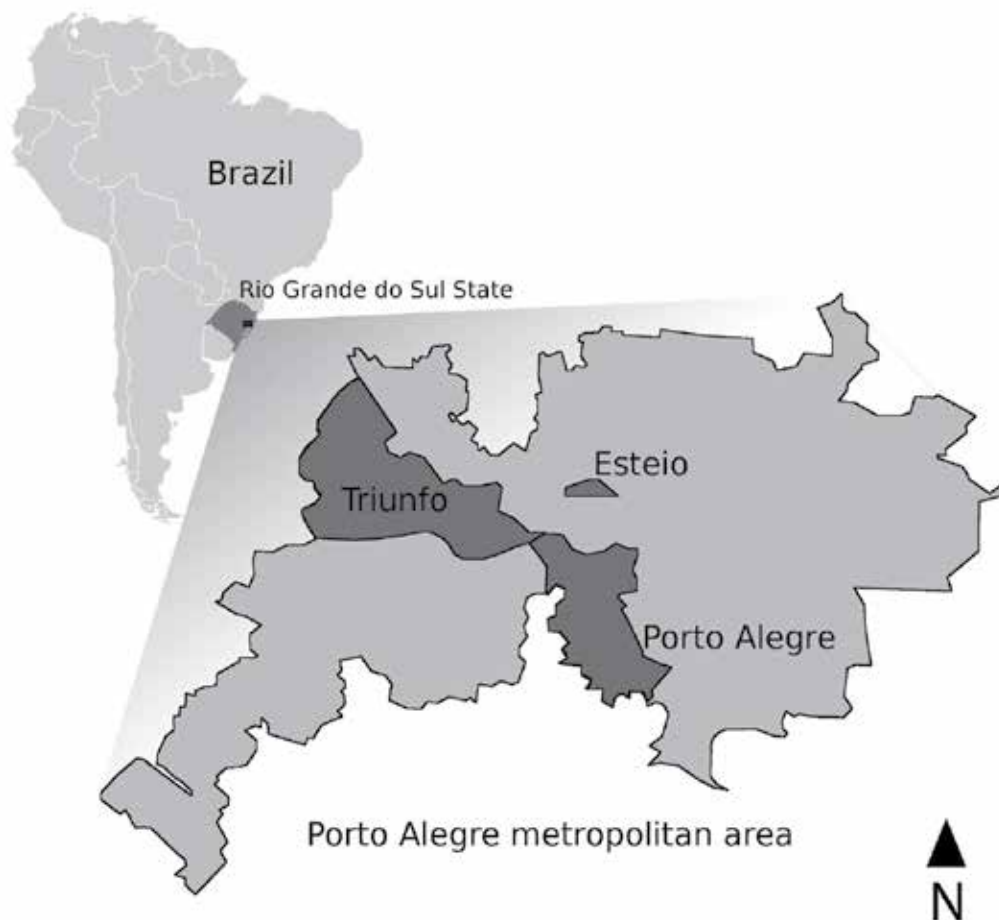 Brazil
Rio Grande do Sul State
Esteio
Triunfo
Porto Alegre
Porto Alegre metropolitan area
N